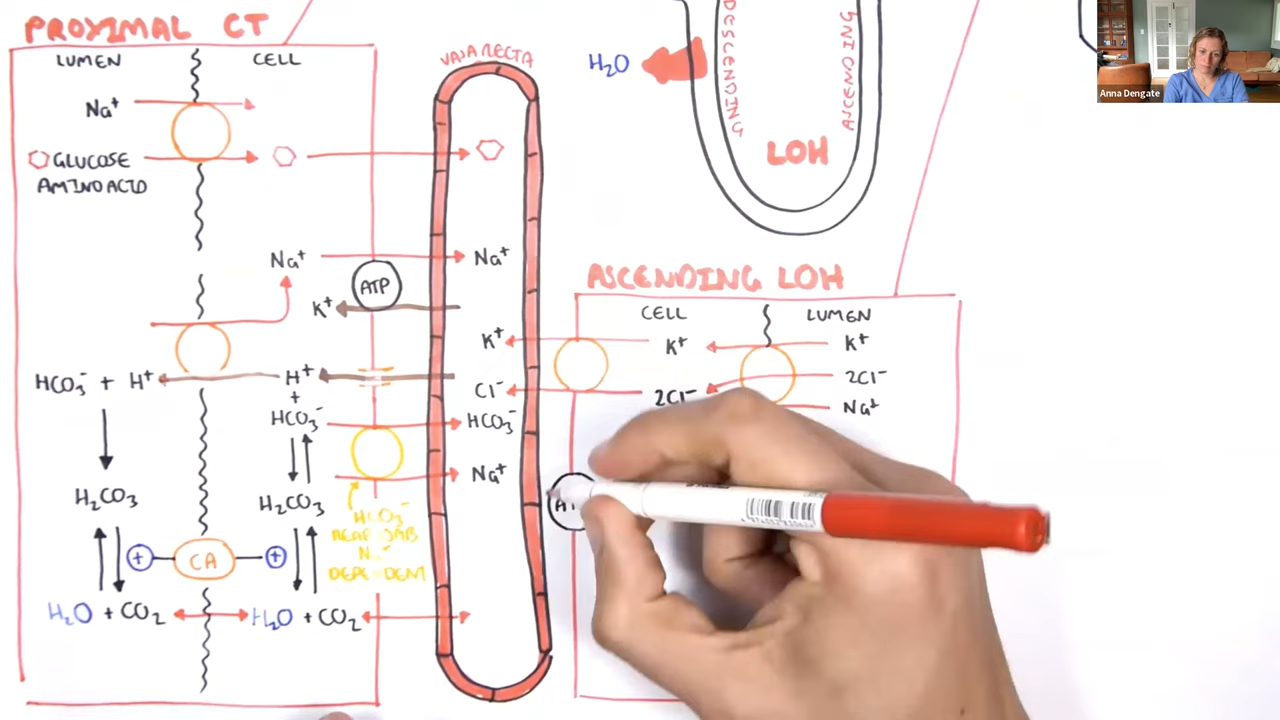 PROXIMAL CT
LUMEN
CELL
Na⁺
GLUCOSE
AMINO ACID
Na⁺
ATP
K⁺
HCO₃⁻ + H⁺
H⁺
+
HCO₃⁻
H₂CO₃
H₂CO₃
+
CA
+
H₂O + CO₂
H₂O + CO₂
HCO₃⁻
DEPENDENT
VASA RECTA
Na⁺
K⁺
Cl⁻
HCO₃⁻
Na⁺
H₂O
DESCENDING
ASCENDING
LOH
ASCENDING LOH
CELL
LUMEN
K⁺
K⁺
2Cl⁻
2Cl⁻
Na⁺
Anna Dengate